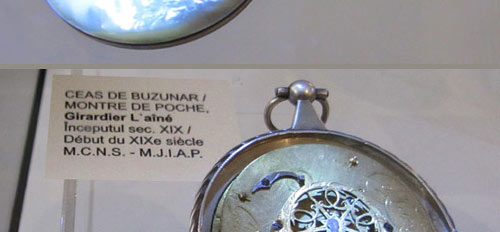 CEAS DE BUZUNAR /
MONTRE DE POCHE,
Girardier L`aîné
Începutul sec. XIX /
Début du XIXe siècle
M.C.N.S. - M.J.I.A.P.